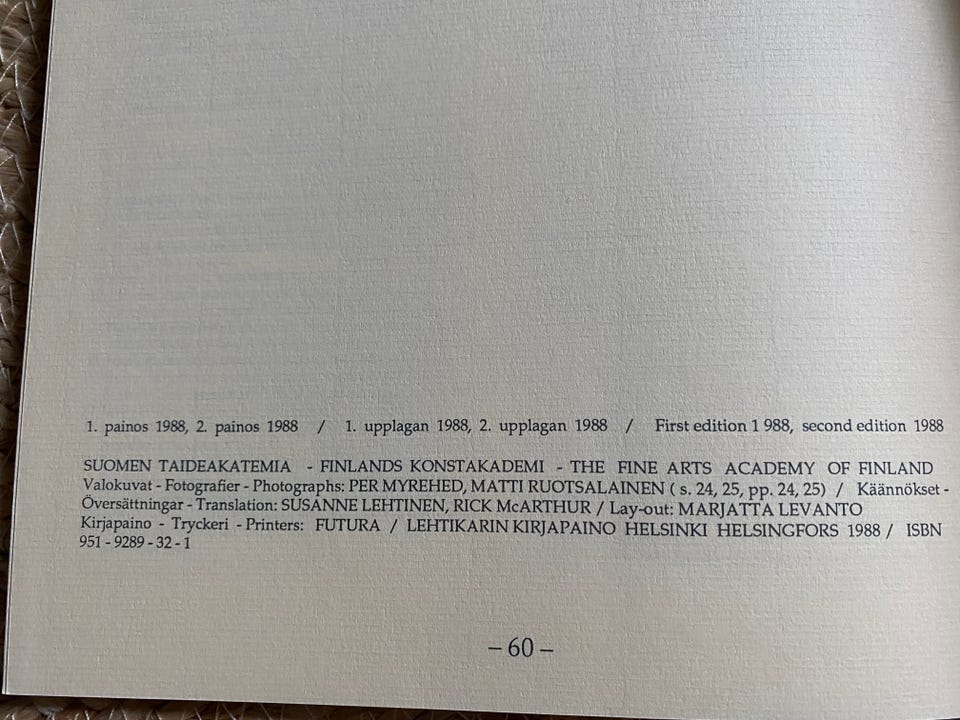 1. painos 1988, 2. painos 1988 / 1. upplagan 1988, 2. upplagan 1988 / First edition 1 988, second edition 1988
SUOMEN TAIDEAKATEMIA - FINLANDS KONSTAKADEMI - THE FINE ARTS ACADEMY OF FINLAND
Valokuvat - Fotografier - Photographs: PER MYREHED, MATTI RUOTSALAINEN ( s. 24, 25, pp. 24, 25) / Käännökset -
Översättningar - Translation: SUSANNE LEHTINEN, RICK McARTHUR / Lay-out: MARJATTA LEVANTO
Kirjapaino - Tryckeri - Printers: FUTURA / LEHTIKARIN KIRJAPAINO HELSINKI HELSINGFORS 1988 / ISBN
951 - 9289 - 32 - 1
– 60 –